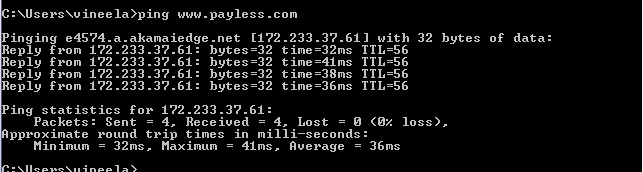 C:\Users\vineela>ping www.payless.com
Pinging e4574.a.akamaiedge.net [172.233.37.61] with 32 bytes of data:
Reply from 172.233.37.61: bytes=32 time=32ms TTL=56
Reply from 172.233.37.61: bytes=32 time=41ms TTL=56
Reply from 172.233.37.61: bytes=32 time=38ms TTL=56
Reply from 172.233.37.61: bytes=32 time=36ms TTL=56
Ping statistics for 172.233.37.61:
Packets: Sent = 4, Received = 4, Lost = 0 (0% loss),
Approximate round trip times in milli-seconds:
Minimum = 32ms, Maximum = 41ms, Average = 36ms
C:\Users\vineela>